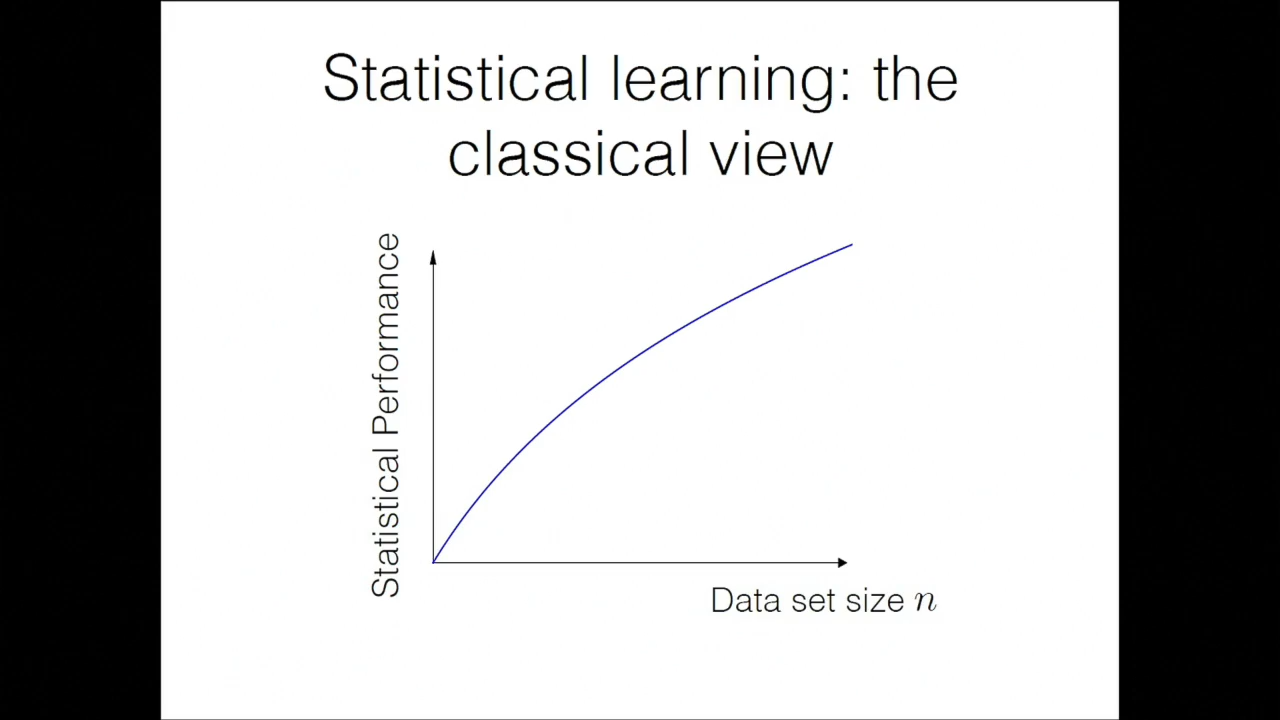 Statistical learning: the
classical view
Statistical Performance
Data set size n